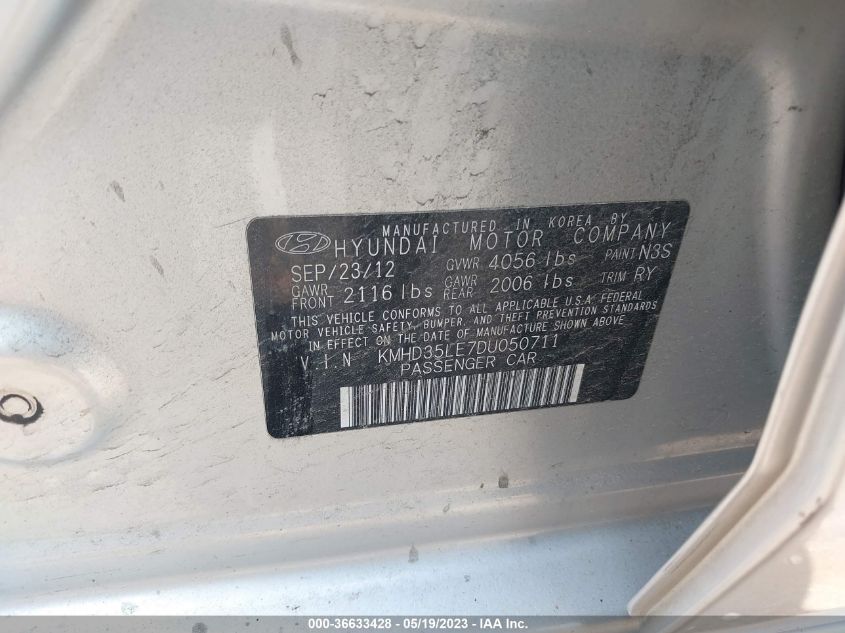 MANUFACTURED IN KOREA BY
HYUNDAI MOTOR COMPANY
SEP/23/12 GVWR 4056 lbs PAINT N3S
GAWR FRONT 2116 lbs GAWR REAR 2006 lbs TRIM RY
THIS VEHICLE CONFORMS TO ALL APPLICABLE U.S.A. FEDERAL
MOTOR VEHICLE SAFETY, BUMPER, AND THEFT PREVENTION STANDARDS
IN EFFECT ON THE DATE OF MANUFACTURE SHOWN ABOVE.
V.I.N KMHD35LE7DU050711
PASSENGER CAR
000-36633428 - 05/19/2023 - IAA Inc.